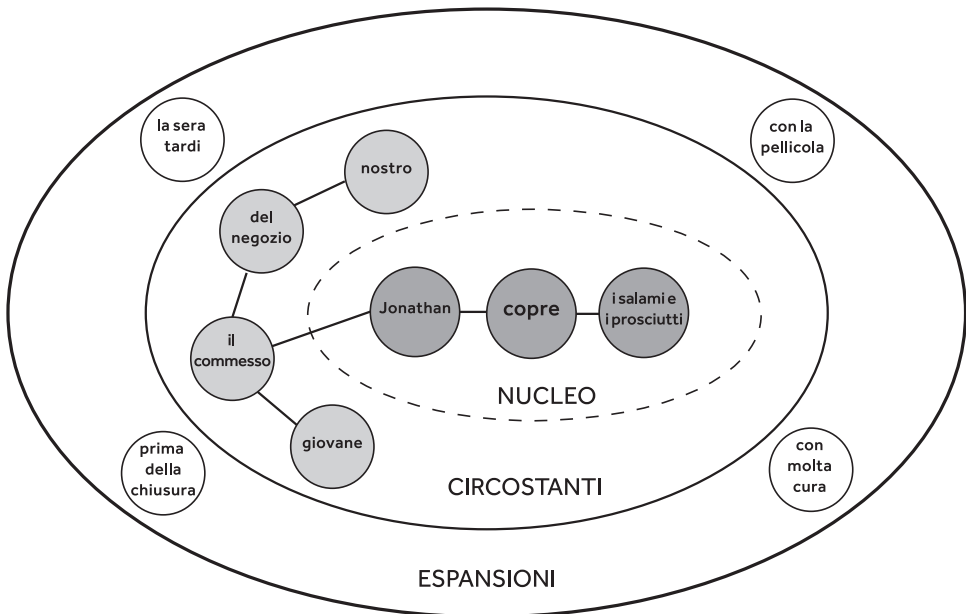 la sera
tardi
con la
pellicola
nostro
del
negozio
Jonathan
copre
i salami e
i prosciutti
il
commesso
NUCLEO
giovane
prima
della
chiusura
con
molta
cura
CIRCOSTANTI
ESPANSIONI